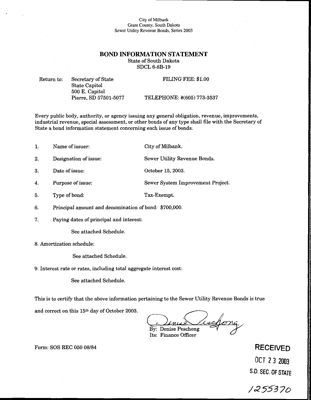 City of Milbank
Grant County, South Dakota
Sewer Utility Revenue Bonds, Series 2003
BOND INFORMATION STATEMENT
State of South Dakota
SDCL 6-8B-19
Return to: Secretary of State FILING FEE: $1.00
State Capitol
500 E. Capitol
Pierre, SD 57501-5077 TELEPHONE: #(605) 773-3537
Every public body, authority, or agency issuing any general obligation, revenue, improvements,
industrial revenue, special assessment, or other bonds of any type shall file with the Secretary of
State a bond information statement concerning each issue of bonds.
1. Name of issuer: City of Milbank.
2. Designation of issue: Sewer Utility Revenue Bonds.
3. Date of issue: October 15, 2003.
4. Purpose of issue: Sewer System Improvement Project.
5. Type of bond: Tax-Exempt.
6. Principal amount and denomination of bond: $700,000.
7. Paying dates of principal and interest:
See attached Schedule.
8. Amortization schedule:
See attached Schedule.
9. Interest rate or rates, including total aggregate interest cost:
See attached Schedule.
This is to certify that the above information pertaining to the Sewer Utility Revenue Bonds is true
and correct on this 15th day of October 2003.
Denise Peschong
By: Denise Peschong
Its: Finance Officer
Form: SOS REC 050 08/84
RECEIVED
OCT 23 2003
S.D. SEC. OF STATE
1255370